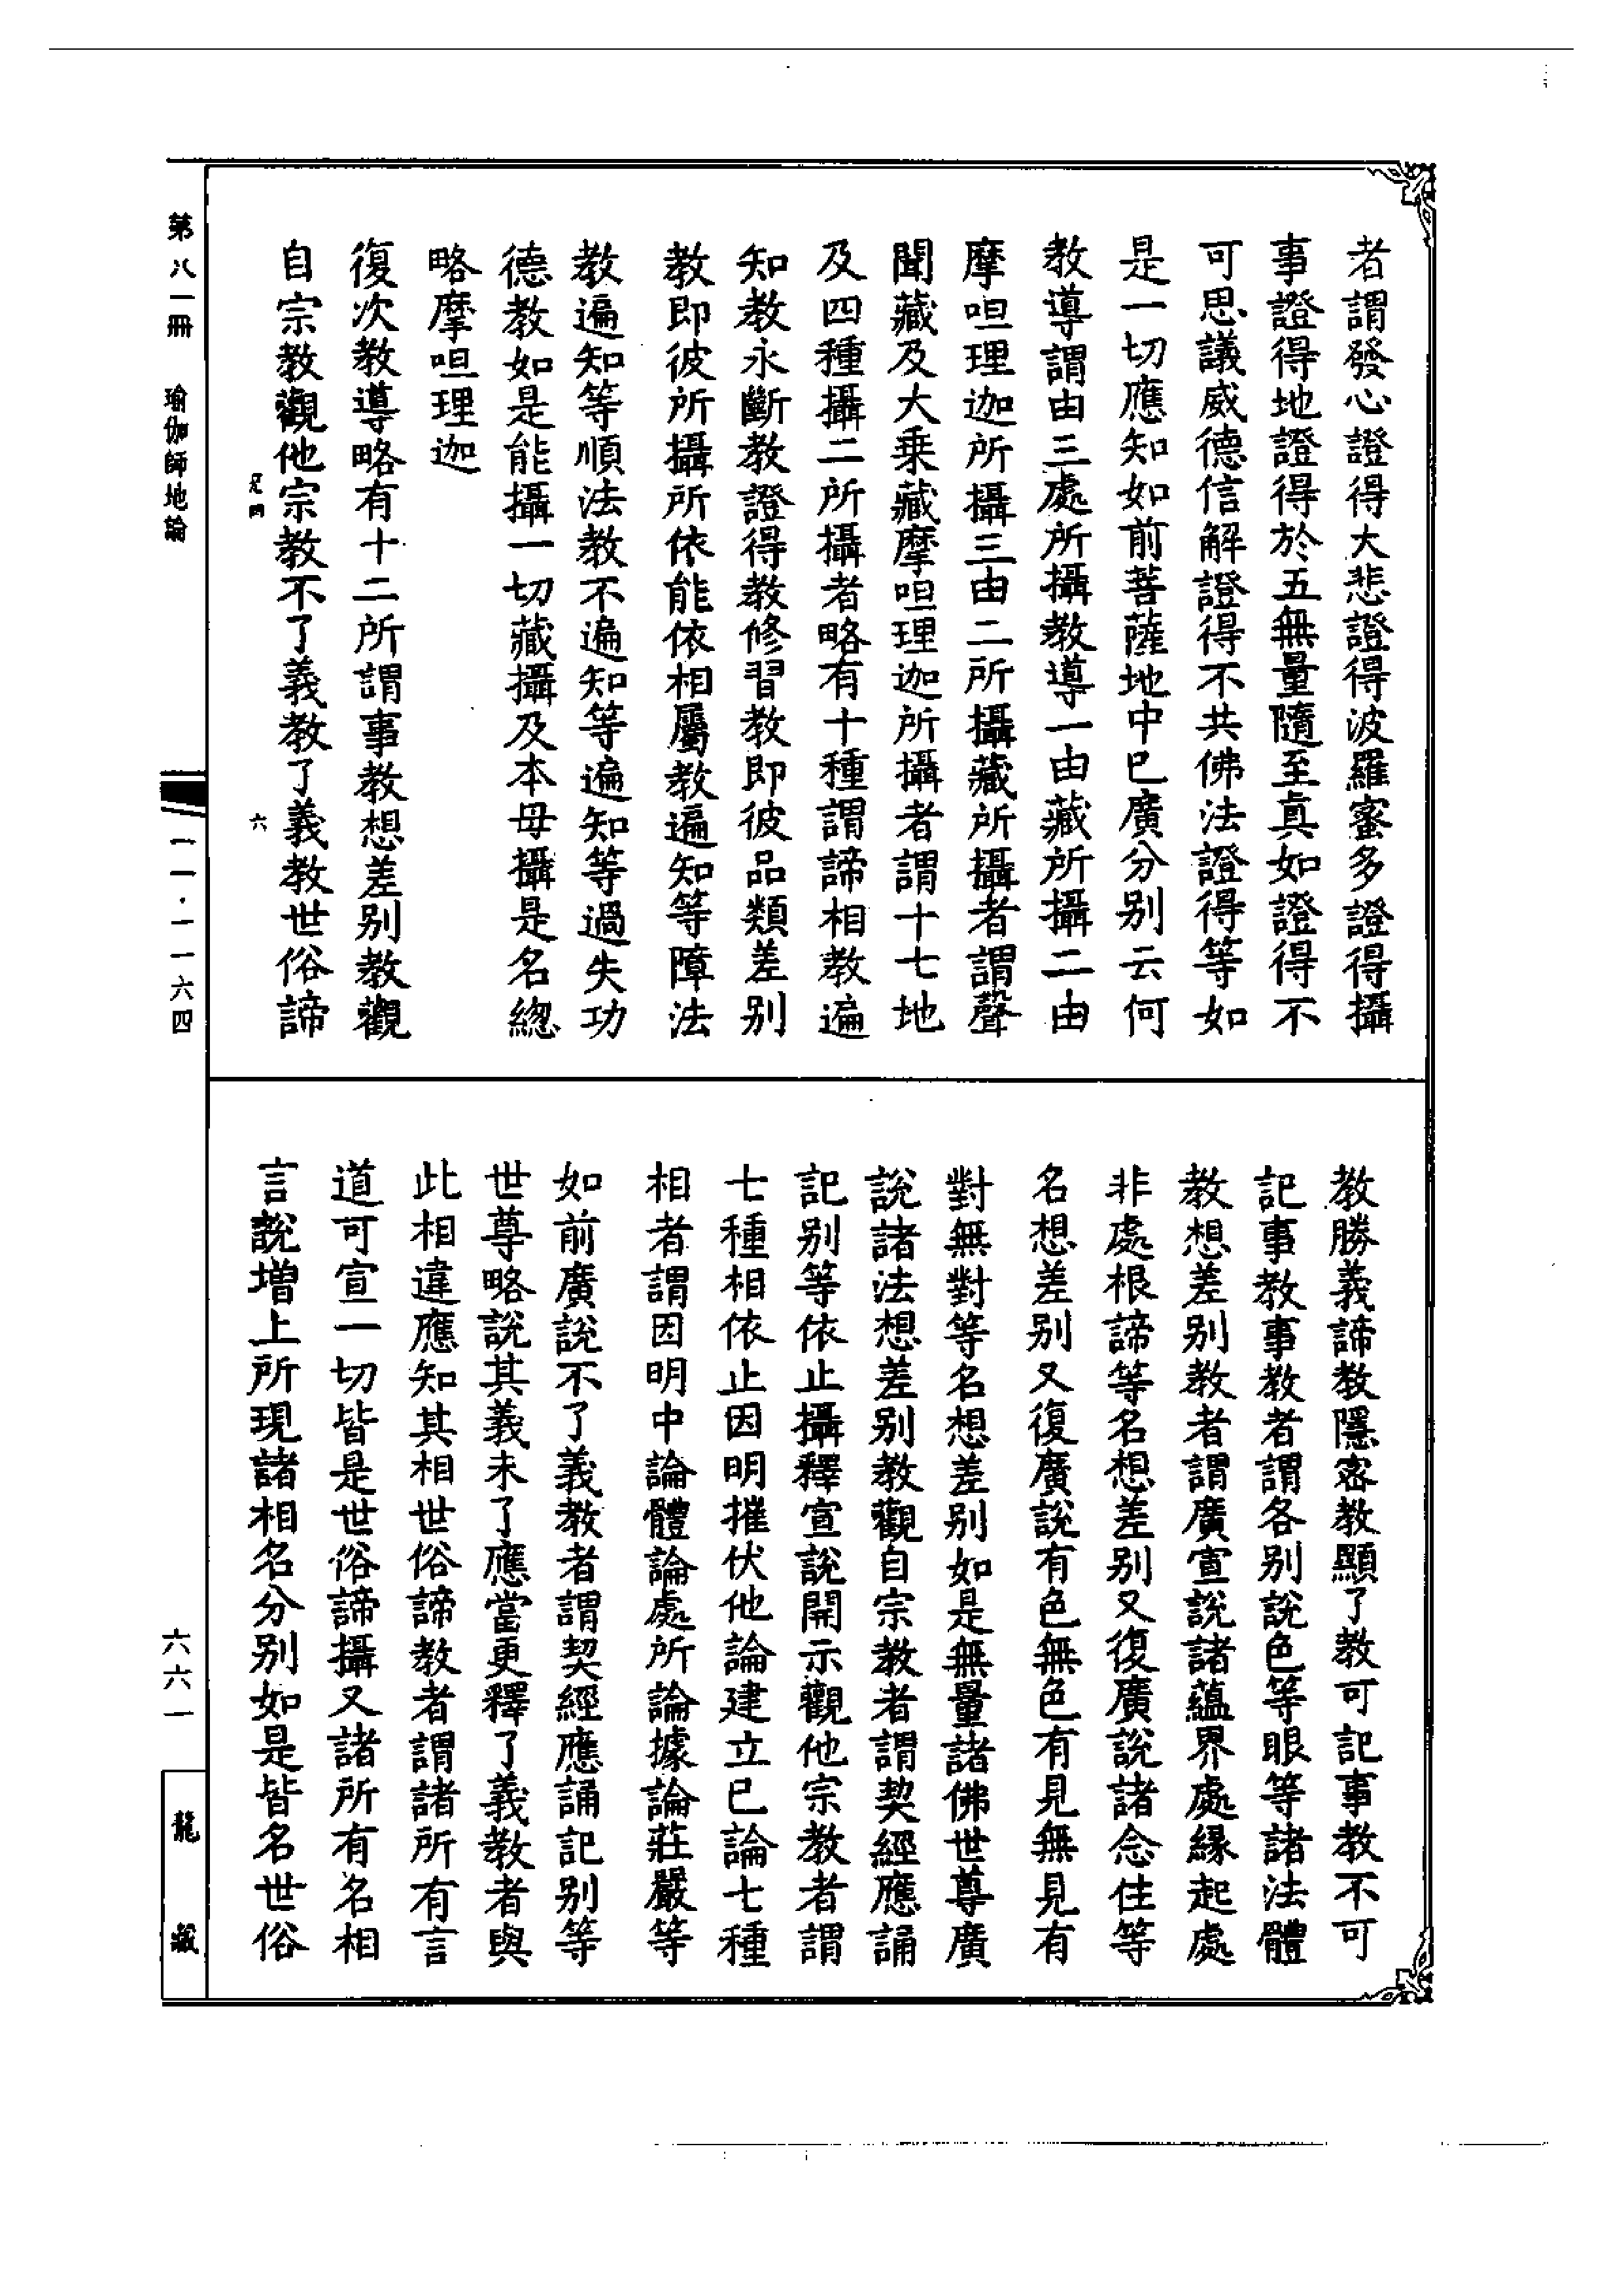 者謂發心證得大悲證得波羅蜜多證得攝
事證得地證得於五無量隨至真如證得不
可思議威德信解證得不共佛法證得等如
是一切應知如前菩薩地中已廣分別云何
教導謂由三處所攝教導一由藏所攝二由
摩呾理迦所攝三由二所攝藏所攝者謂聲
聞藏及大乘藏摩呾理迦所攝者謂十七地
及四種攝二所攝者略有十種謂諦相教遍
知教永斷教證得教修習教即彼品類差別
教即彼所攝所依能依相屬教遍知等障法
教遍知等順法教不遍知等遍知等過失功
德教如是能攝一切藏攝及本母攝是名總
略摩呾理迦
復次教導略有十二所謂事教想差別教觀
自宗教觀他宗教不了義教了義教世俗諦
教勝義諦教隱密教顯了教可記事教不可
記事教事教者謂各別說色等眼等諸法體
教想差別教者謂廣宣說諸蘊界處緣起處
非處根諦等名想差別又復廣說諸念住等
名想差別又復廣說有色無色有見無見有
對無對等名想差別如是無量諸佛世尊廣
說諸法想差別教觀自宗教者謂契經應誦
記別等依止攝釋宣說開示觀他宗教者謂
七種相依止因明摧伏他論建立己論七種
相者謂因明中論體論處所論據論莊嚴等
如前廣說不了義教者謂契經應誦記別等
世尊略說其義未了應當更釋了義教者與
此相違應知其相世俗諦教者謂諸所有言
道可宣一切皆是世俗諦攝又諸所有名相
言說增上所現諸相名分別如是皆名世俗
六
第八一冊 瑜伽師地論
一一·一一六四
六六一
龍藏